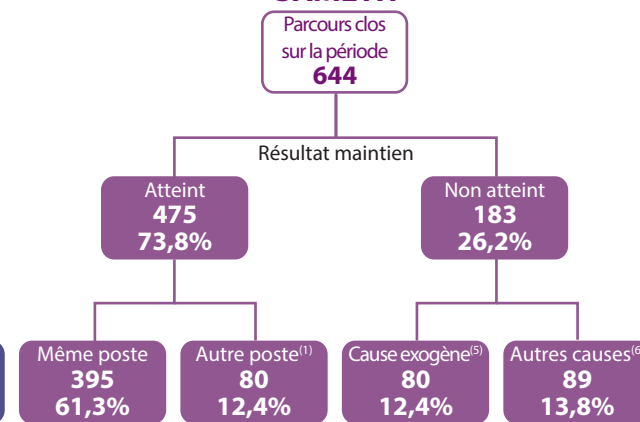 Parcours clos
sur la période
644
Résultat maintien
Atteint
475
73,8%
Non atteint
183
26,2%
Même poste
395
61,3%
Autre poste(1)
80
12,4%
Cause exogène(5)
80
12,4%
Autres causes(6
89
13,8%